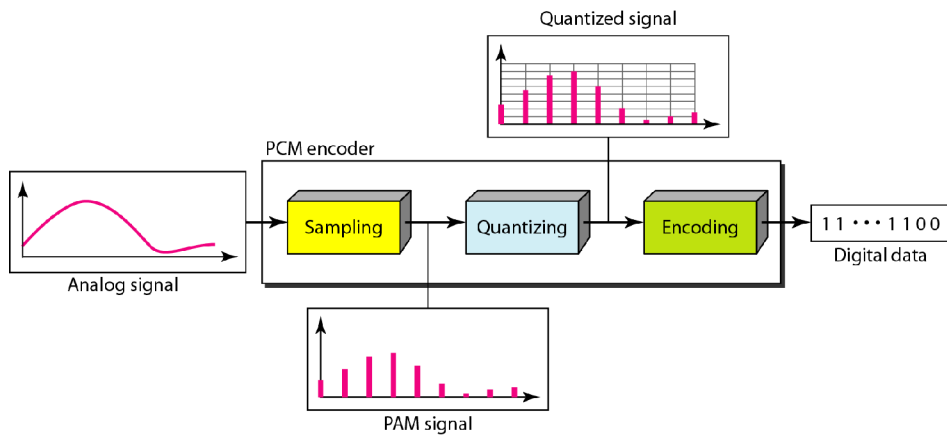 Quantized signal
PCM encoder
Sampling
Quantizing
Encoding
11···1100
Digital data
Analog signal
PAM signal